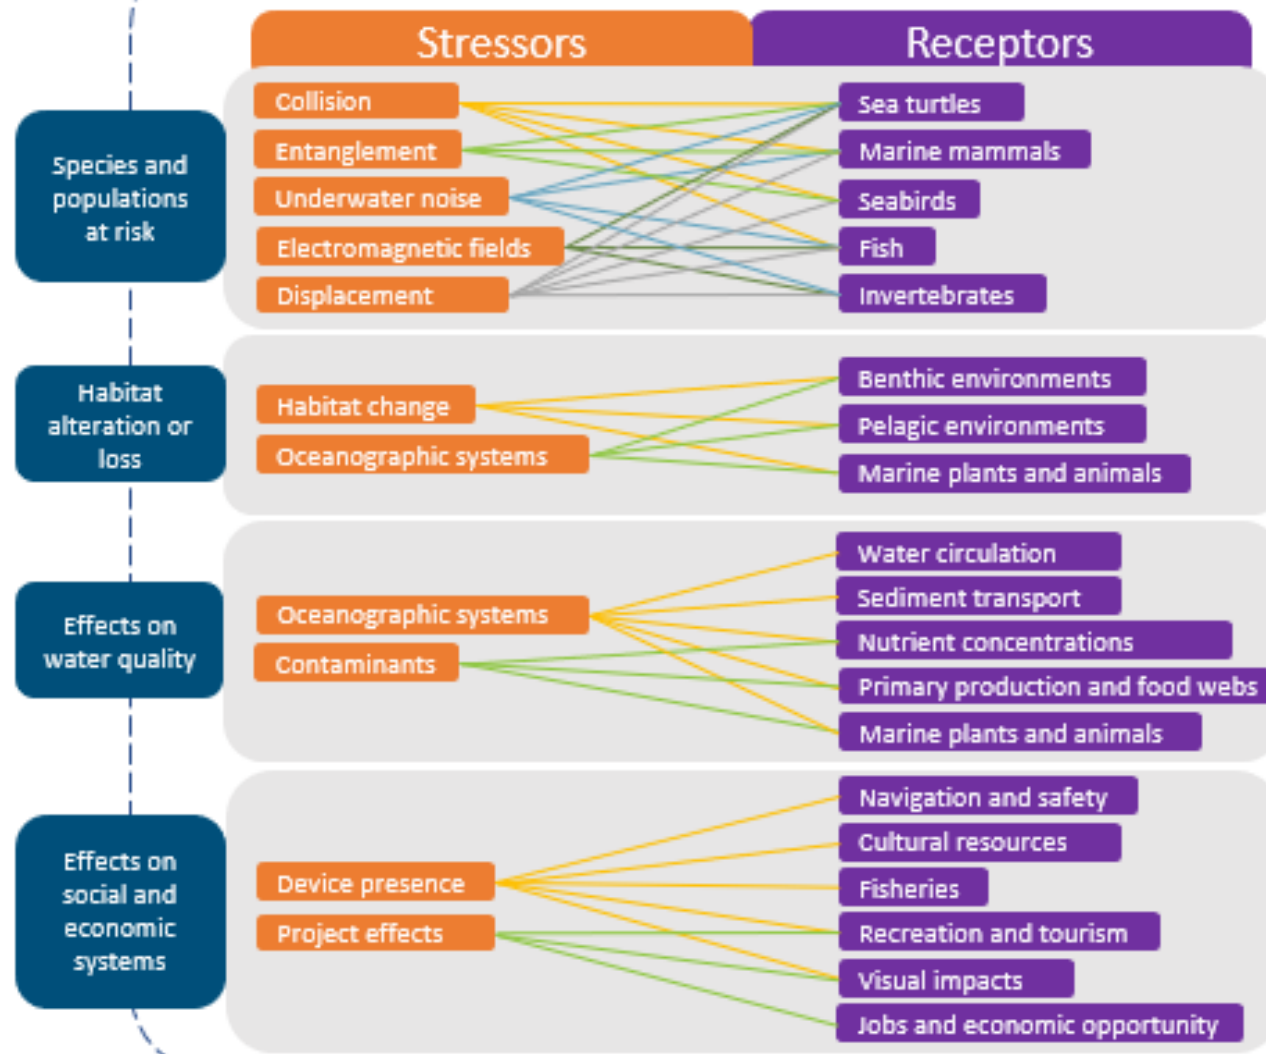 Stressors
Receptors
Species and
populations
at risk
Collision
Entanglement
Underwater noise
Electromagnetic fields
Displacement
Sea turtles
Marine mammals
Seabirds
Fish
Invertebrates
Habitat
alteration or
loss
Habitat change
Oceanographic systems
Benthic environments
Pelagic environments
Marine plants and animals
Effects on
water quality
Oceanographic systems
Contaminants
Water circulation
Sediment transport
Nutrient concentrations
Primary production and food webs
Marine plants and animals
Effects on
social and
economic
systems
Device presence
Project effects
Navigation and safety
Cultural resources
Fisheries
Recreation and tourism
Visual impacts
Jobs and economic opportunity